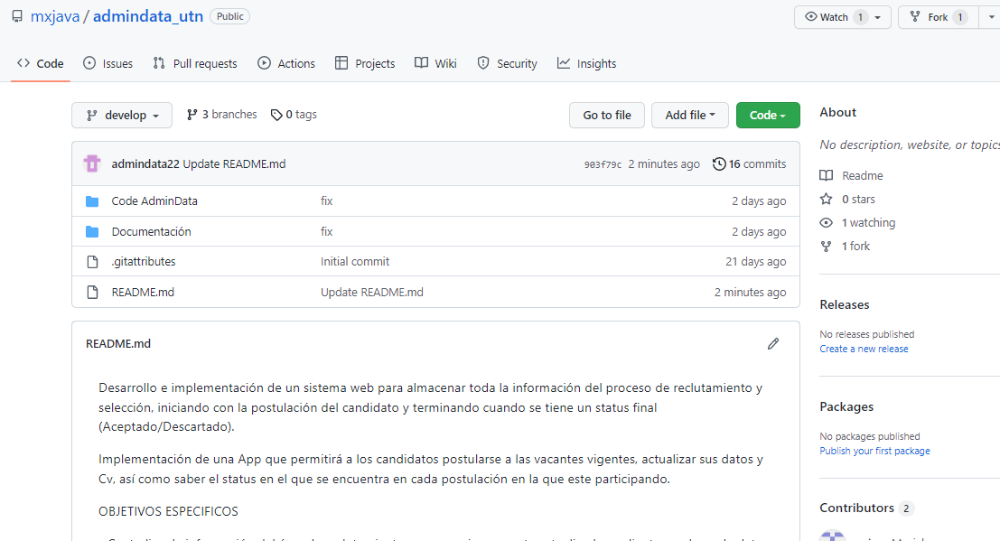 mxjava / admindata_utn Public
Watch 1 Fork 1
Code Issues Pull requests Actions Projects Wiki Security Insights
develop 3 branches 0 tags Go to file Add file Code
admindata22 Update README.md 903f79c 2 minutes ago 16 commits
Code AdminData fix 2 days ago
Documentación fix 2 days ago
.gitattributes Initial commit 21 days ago
README.md Update README.md 2 minutes ago
README.md
Desarrollo e implementación de un sistema web para almacenar toda la información del proceso de reclutamiento y
selección, iniciando con la postulación del candidato y terminando cuando se tiene un status final
(Aceptado/Descartado).
Implementación de una App que permitirá a los candidatos postularse a las vacantes vigentes, actualizar sus datos y
Cv, así como saber el status en el que se encuentra en cada postulación en la que este participando.
OBJETIVOS ESPECIFICOS
About
No description, website, or topics
Readme
0 stars
1 watching
1 fork
Releases
No releases published
Create a new release
Packages
No packages published
Publish your first package
Contributors 2